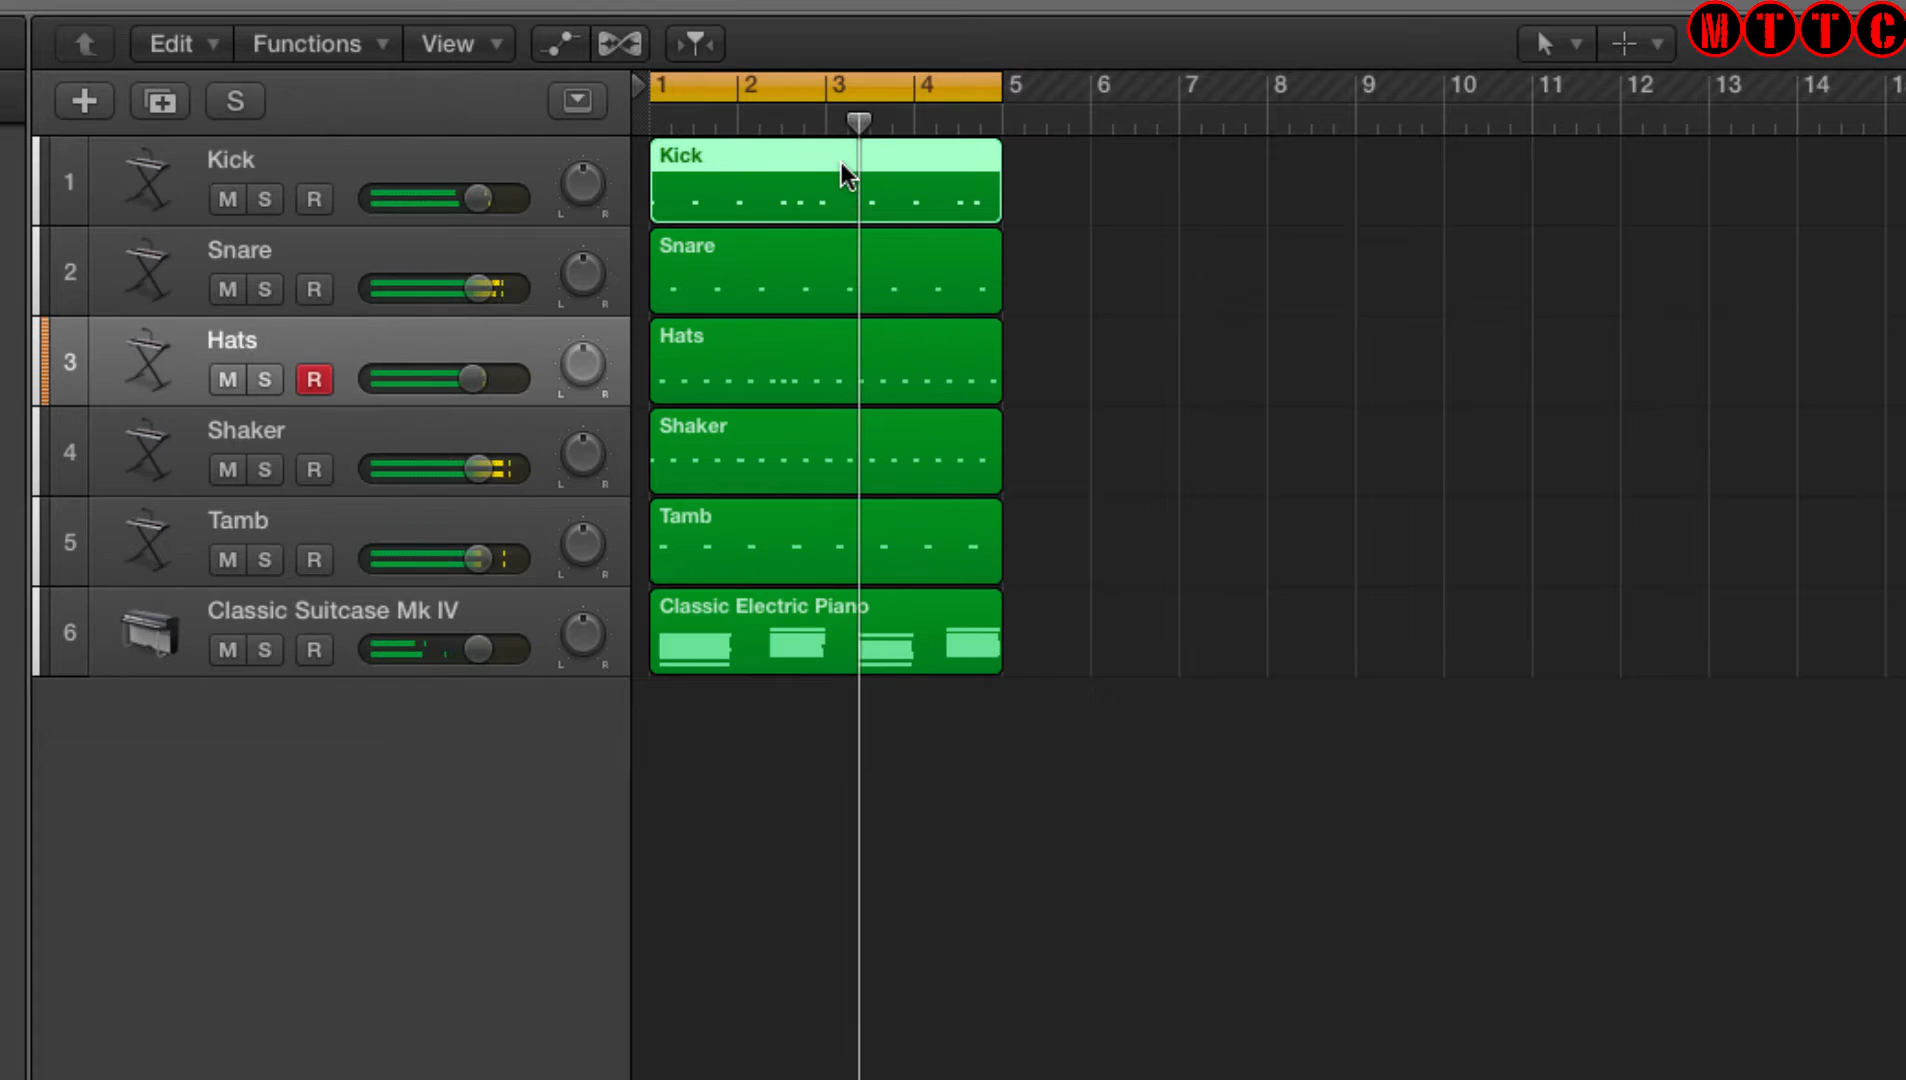 MTTC
Edit Functions View
S
1 2 3 4 5 6 7 8 9 10 11 12 13 14
1 Kick
M S R
L R
Kick
2 Snare
M S R
L R
Snare
3 Hats
M S R
L R
Hats
4 Shaker
M S R
L R
Shaker
5 Tamb
M S R
L R
Tamb
6 Classic Suitcase Mk IV
M S R
L R
Classic Electric Piano